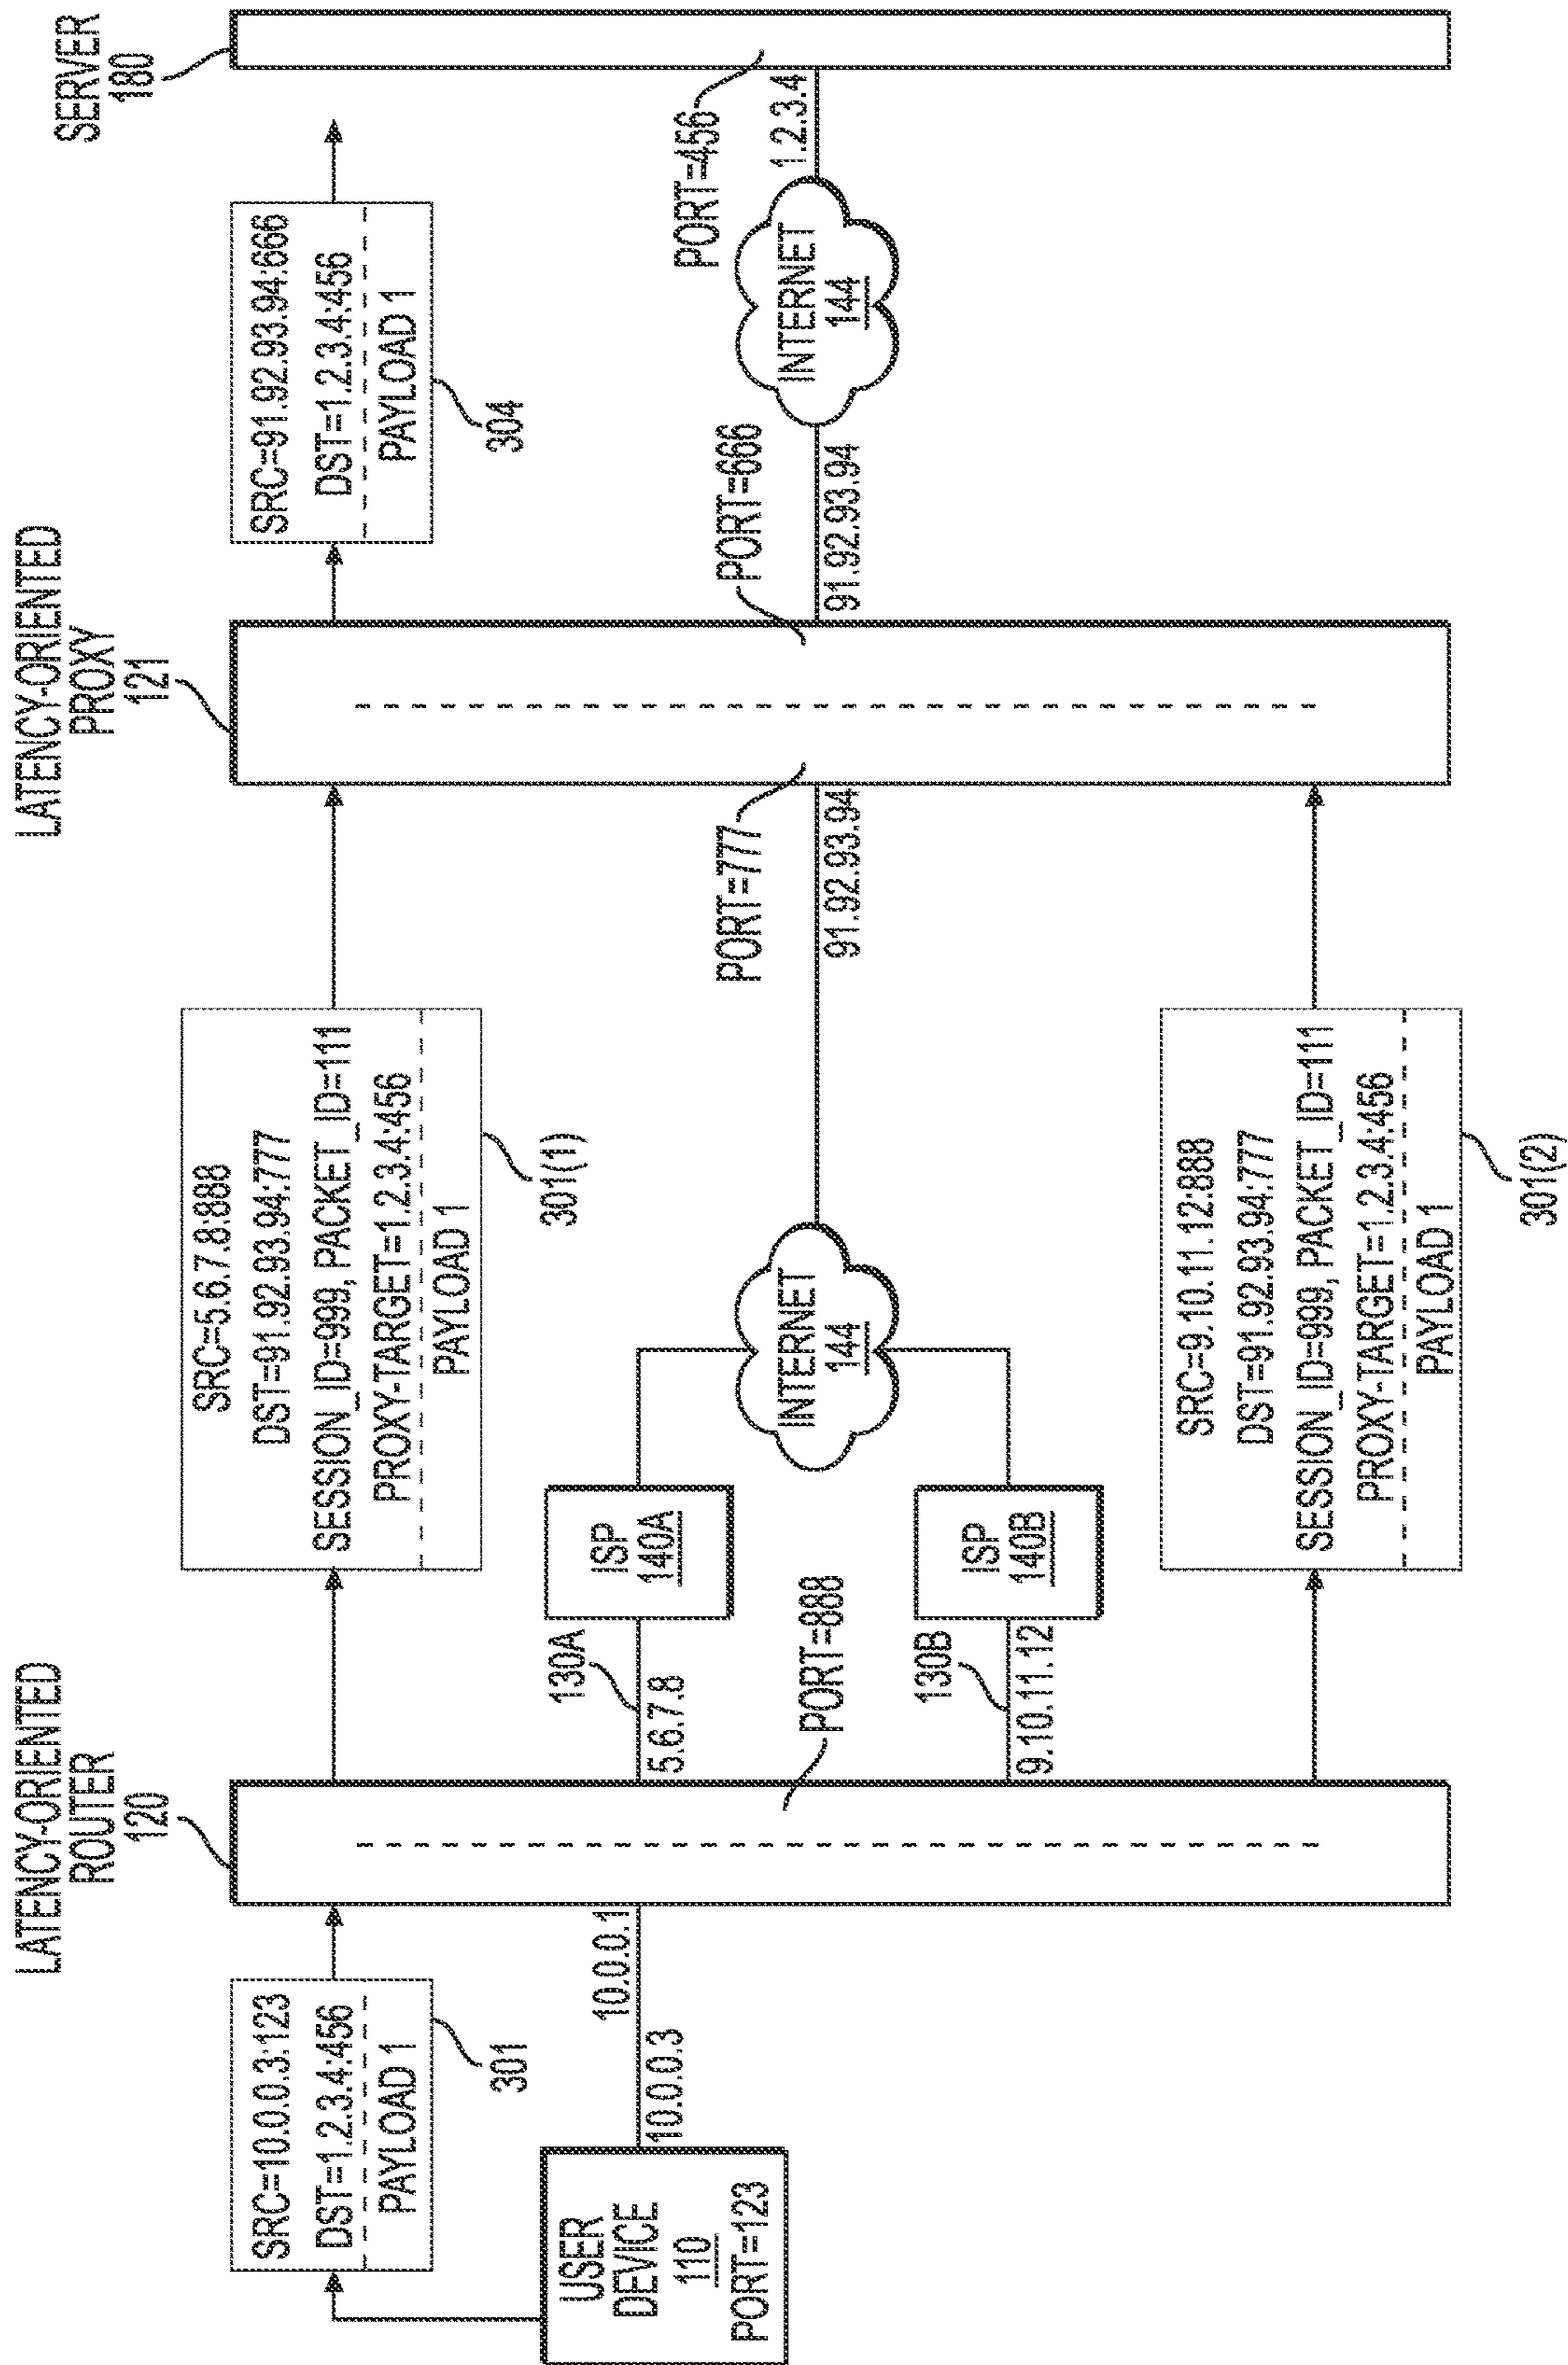 LATENCY-ORIENTED
ROUTER
120
LATENCY-ORIENTED
PROXY
121
SERVER
180
SRC=10.0.0.3:123
DST=1.2.3.4:456
PAYLOAD 1
301
SRC=5.6.7.8:888
DST=91.92.93.94:777
SESSION_ID=999, PACKET_ID=111
PROXY-TARGET=1.2.3.4:456
PAYLOAD 1
301(1)
SRC=91.92.93.94:666
DST=1.2.3.4:456
PAYLOAD 1
304
USER
DEVICE
110
PORT=123
10.0.0.3
10.0.0.1
130A
5.6.7.8
ISP
140A
PORT=888
130B
9.10.11.12
ISP
140B
INTERNET
144
PORT=777
91.92.93.94
PORT=666
91.92.93.94
INTERNET
144
PORT=456
1.2.3.4
SRC=9.10.11.12:888
DST=91.92.93.94:777
SESSION_ID=999, PACKET_ID=111
PROXY-TARGET=1.2.3.4:456
PAYLOAD 1
301(2)